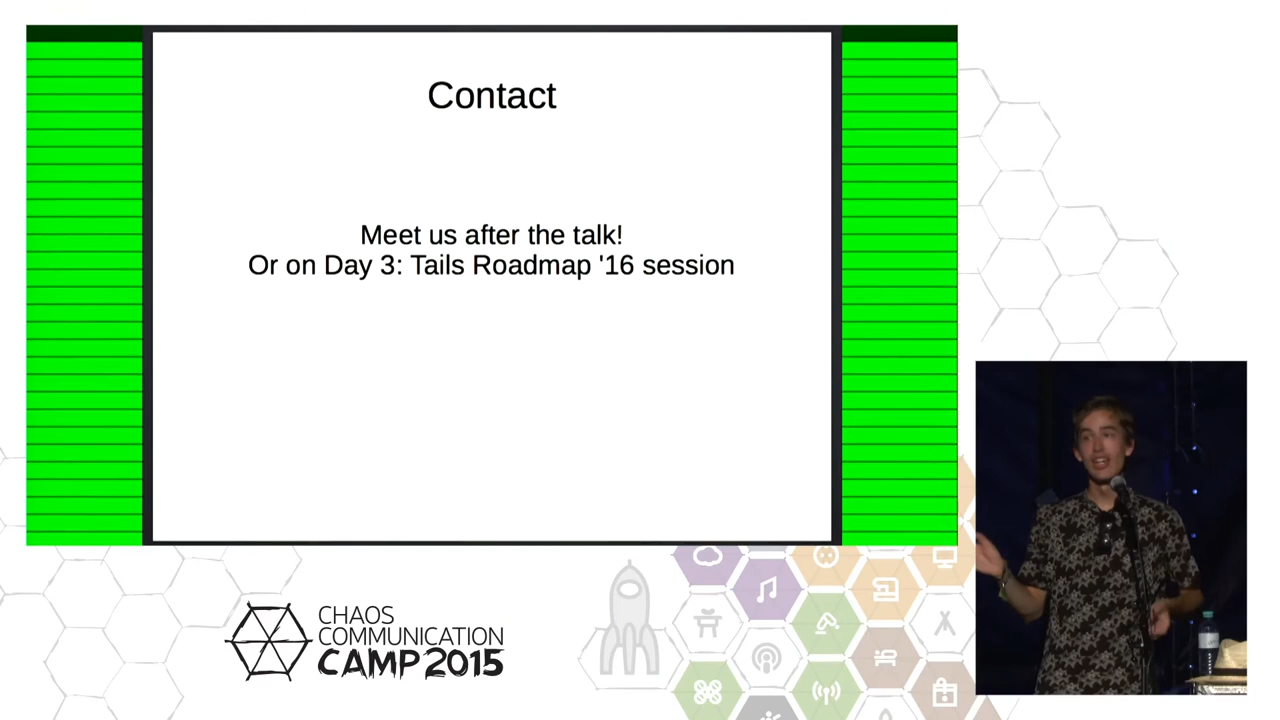 Contact
Meet us after the talk!
Or on Day 3: Tails Roadmap '16 session
CHAOS
COMMUNICATION
CAMP 2015